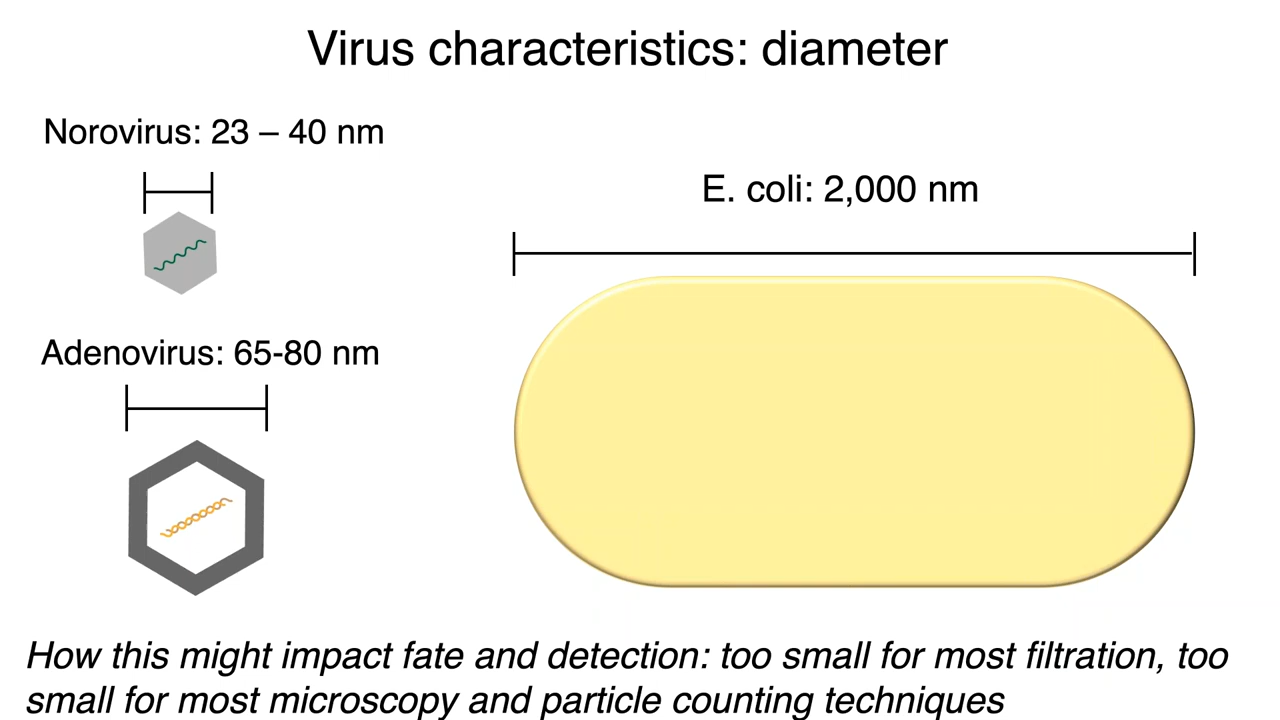 Virus characteristics: diameter
Norovirus: 23 – 40 nm
E. coli: 2,000 nm
Adenovirus: 65-80 nm
How this might impact fate and detection: too small for most filtration, too
small for most microscopy and particle counting techniques